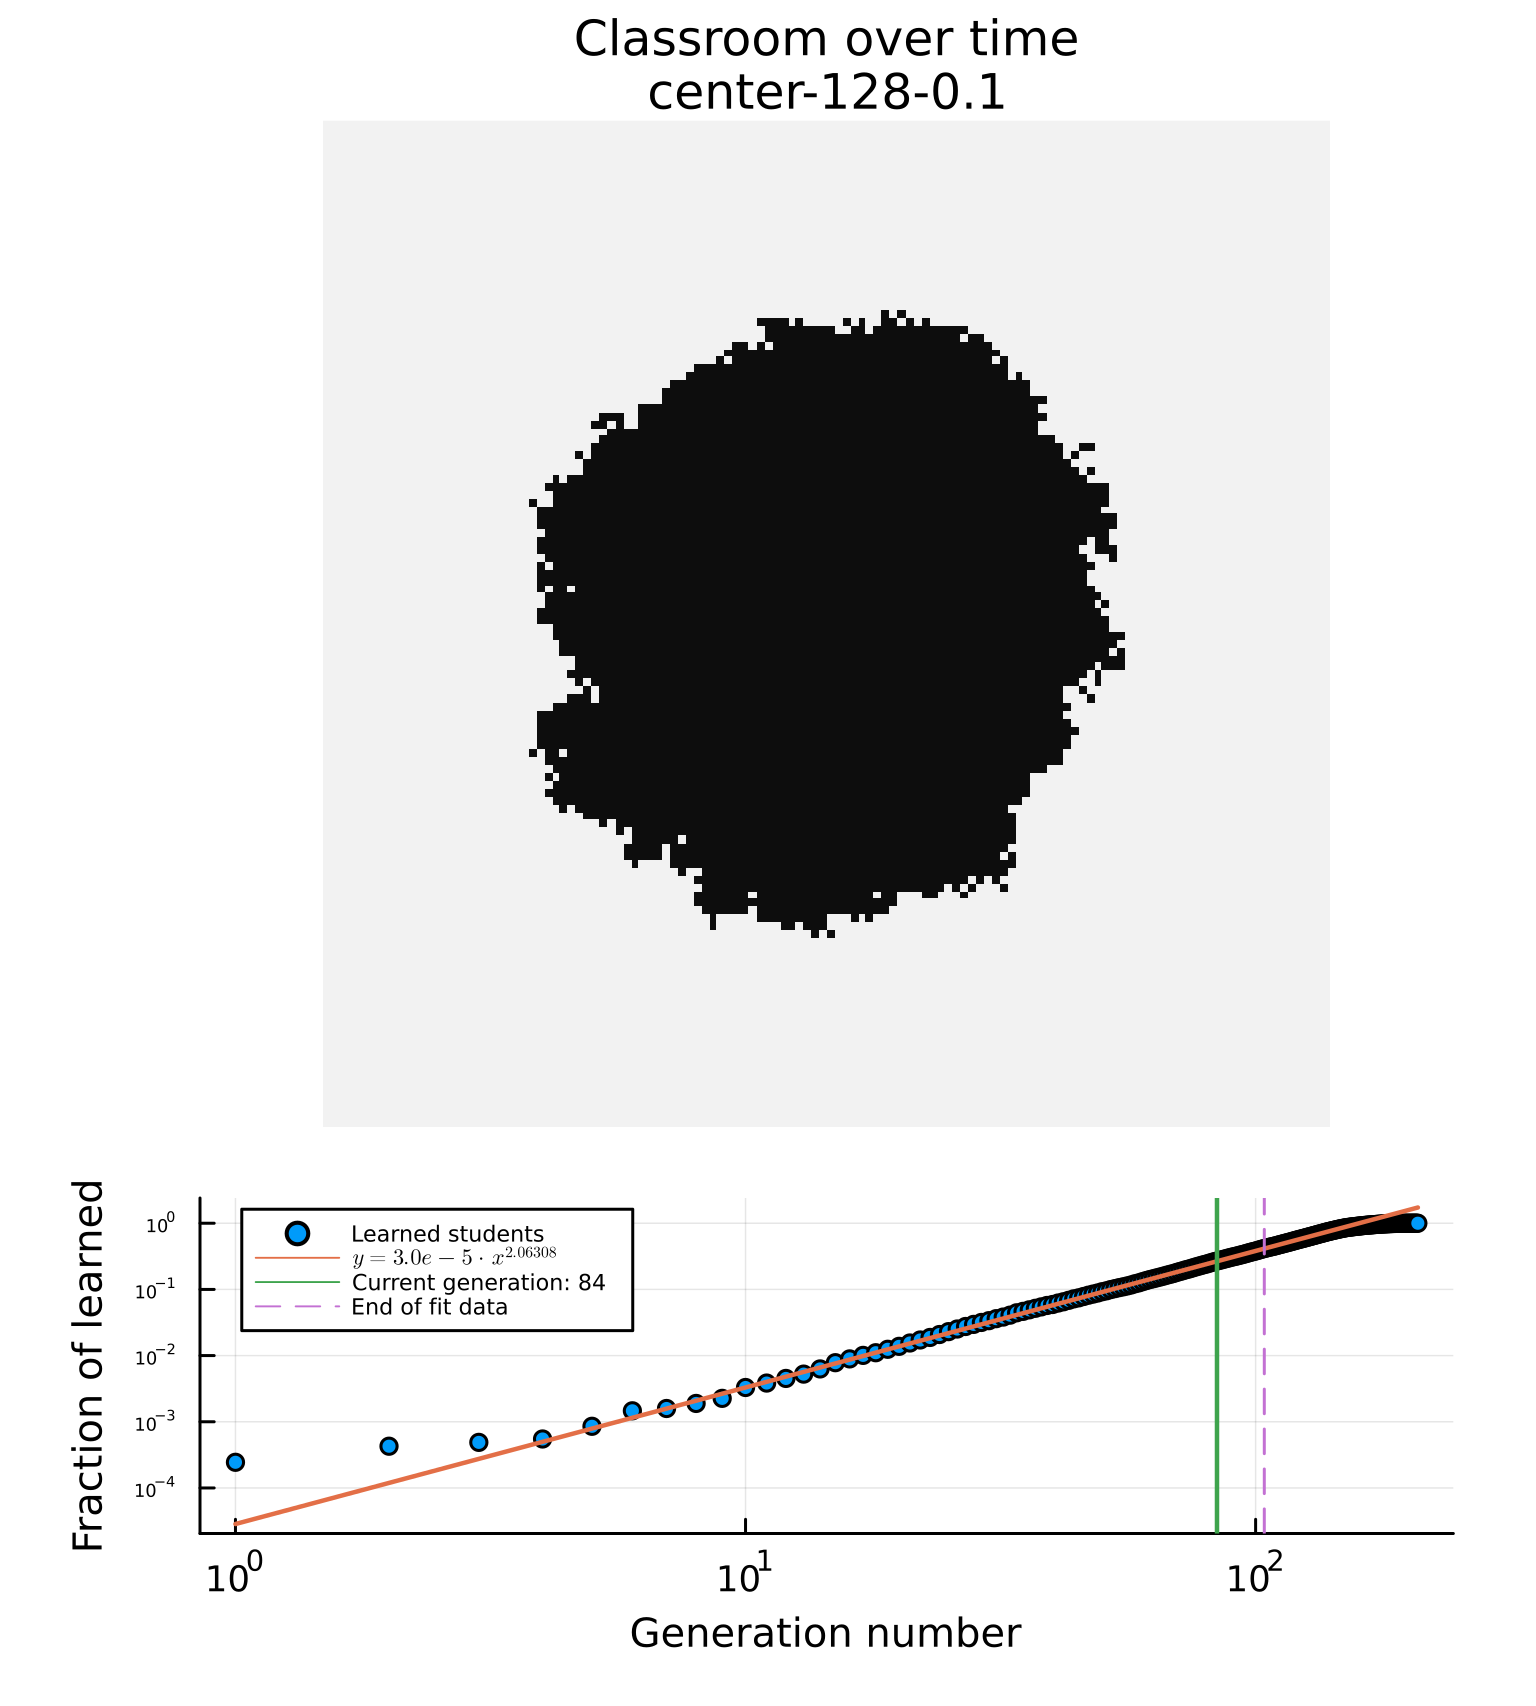 Classroom over time
center-128-0.1
Fraction of learned
10^0
10^-1
10^-2
10^-3
10^-4
Learned students
y = 3.0e − 5 · x^2.06308
Current generation: 84
End of fit data
10^0 10^1 10^2
Generation number